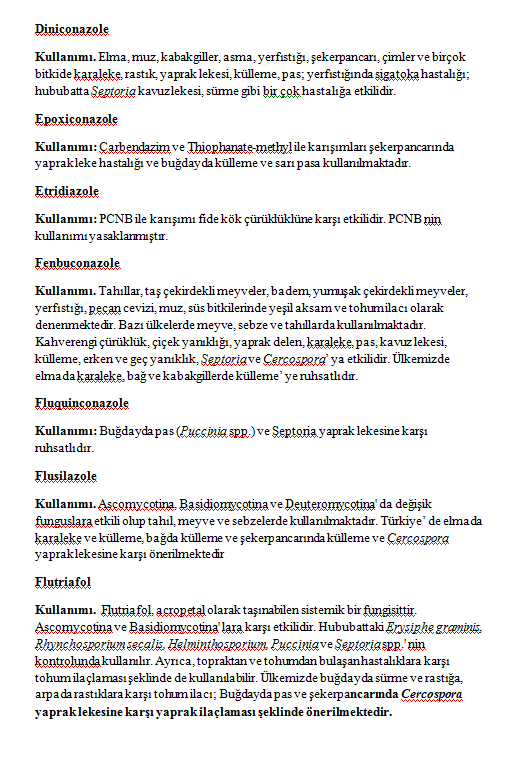 Diniconazole
Kullanımı. Elma, muz, kabakgiller, asma, yerfıstığı, şekerpancarı, çimler ve birçok
bitkide karaleke, rastık, yaprak lekesi, külleme, pas; yerfıstığında sigatoka hastalığı;
hububatta Septoria kavuz lekesi, sürme gibi bir çok hastalığa etkilidir.
Epoxiconazole
Kullanımı: Carbendazim ve Thiophanate-methyl ile karışımları şekerpancarında
yaprak leke hastalığı ve buğdayda külleme ve sarı pasa kullanılmaktadır.
Etridiazole
Kullanımı: PCNB ile karışımı fide kök çürüklüklüne karşı etkilidir. PCNB nin
kullanımı yasaklanmıştır.
Fenbuconazole
Kullanımı. Tahıllar, taş çekirdekli meyveler, badem, yumuşak çekirdekli meyveler,
yerfıstığı, pecan cevizi, muz, süs bitkilerinde yeşil aksam ve tohum ilacı olarak
denenmektedir. Bazı ülkelerde meyve, sebze ve tahıllarda kullanılmaktadır.
Kahverengi çürüklük, çiçek yanıklığı, yaprak delen, karaleke, pas, kavuz lekesi,
külleme, erken ve geç yanıklık, Septoria ve Cercospora' ya etkilidir. Ülkemizde
elmada karaleke, bağ ve kabakgillerde külleme' ye ruhsatlıdır.
Fluquinconazole
Kullanımı: Buğdayda pas (Puccinia spp.) ve Septoria yaprak lekesine karşı
ruhsatlıdır.
Flusilazole
Kullanımı. Ascomycotina, Basidiomycotina ve Deuteromycotina' da değişik
funguslara etkili olup tahıl, meyve ve sebzelerde kullanılmaktadır. Türkiye' de elmada
karaleke ve külleme, bağda külleme ve şekerpancarında külleme ve Cercospora
yaprak lekesine karşı önerilmektedir
Flutriafol
Kullanımı. Flutriafol, acropetal olarak taşınabilen sistemik bir fungisittir.
Ascomycotina ve Basidiomycotina' lara karşı etkilidir. Hububattaki Erysiphe graminis,
Rhynchosporium secalis, Helminthosporium, Puccinia ve Septoria spp.' nin
kontrolunda kullanılır. Ayrıca, topraktan ve tohumdan bulaşan hastalıklara karşı
tohum ilaçlaması şeklinde de kullanılabilir. Ülkemizde buğdayda sürme ve rastığa,
arpada rastıklara karşı tohum ilacı; Buğdayda pas ve şekerpancarında Cercospora
yaprak lekesine karşı yaprak ilaçlaması şeklinde önerilmektedir.